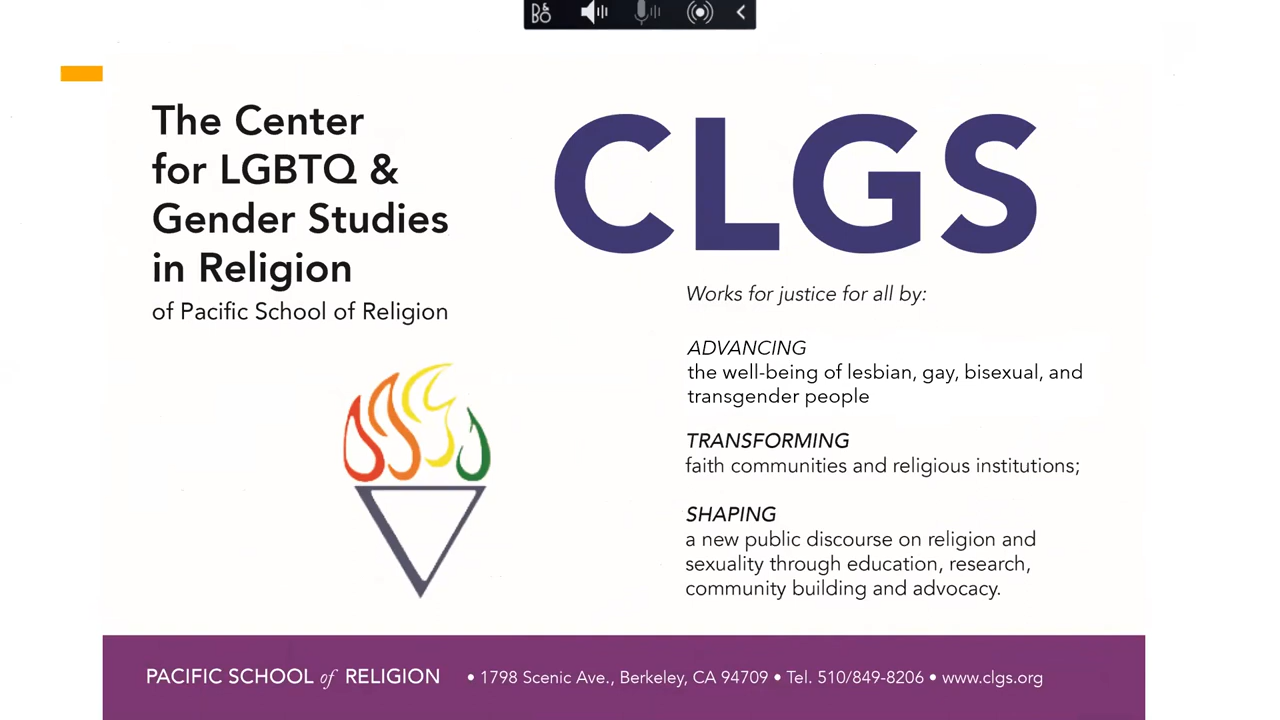 B&O
The Center
for LGBTQ &
Gender Studies
in Religion
of Pacific School of Religion
CLGS
Works for justice for all by:
ADVANCING
the well-being of lesbian, gay, bisexual, and
transgender people
TRANSFORMING
faith communities and religious institutions;
SHAPING
a new public discourse on religion and
sexuality through education, research,
community building and advocacy.
PACIFIC SCHOOL of RELIGION • 1798 Scenic Ave., Berkeley, CA 94709 • Tel. 510/849-8206 • www.clgs.org